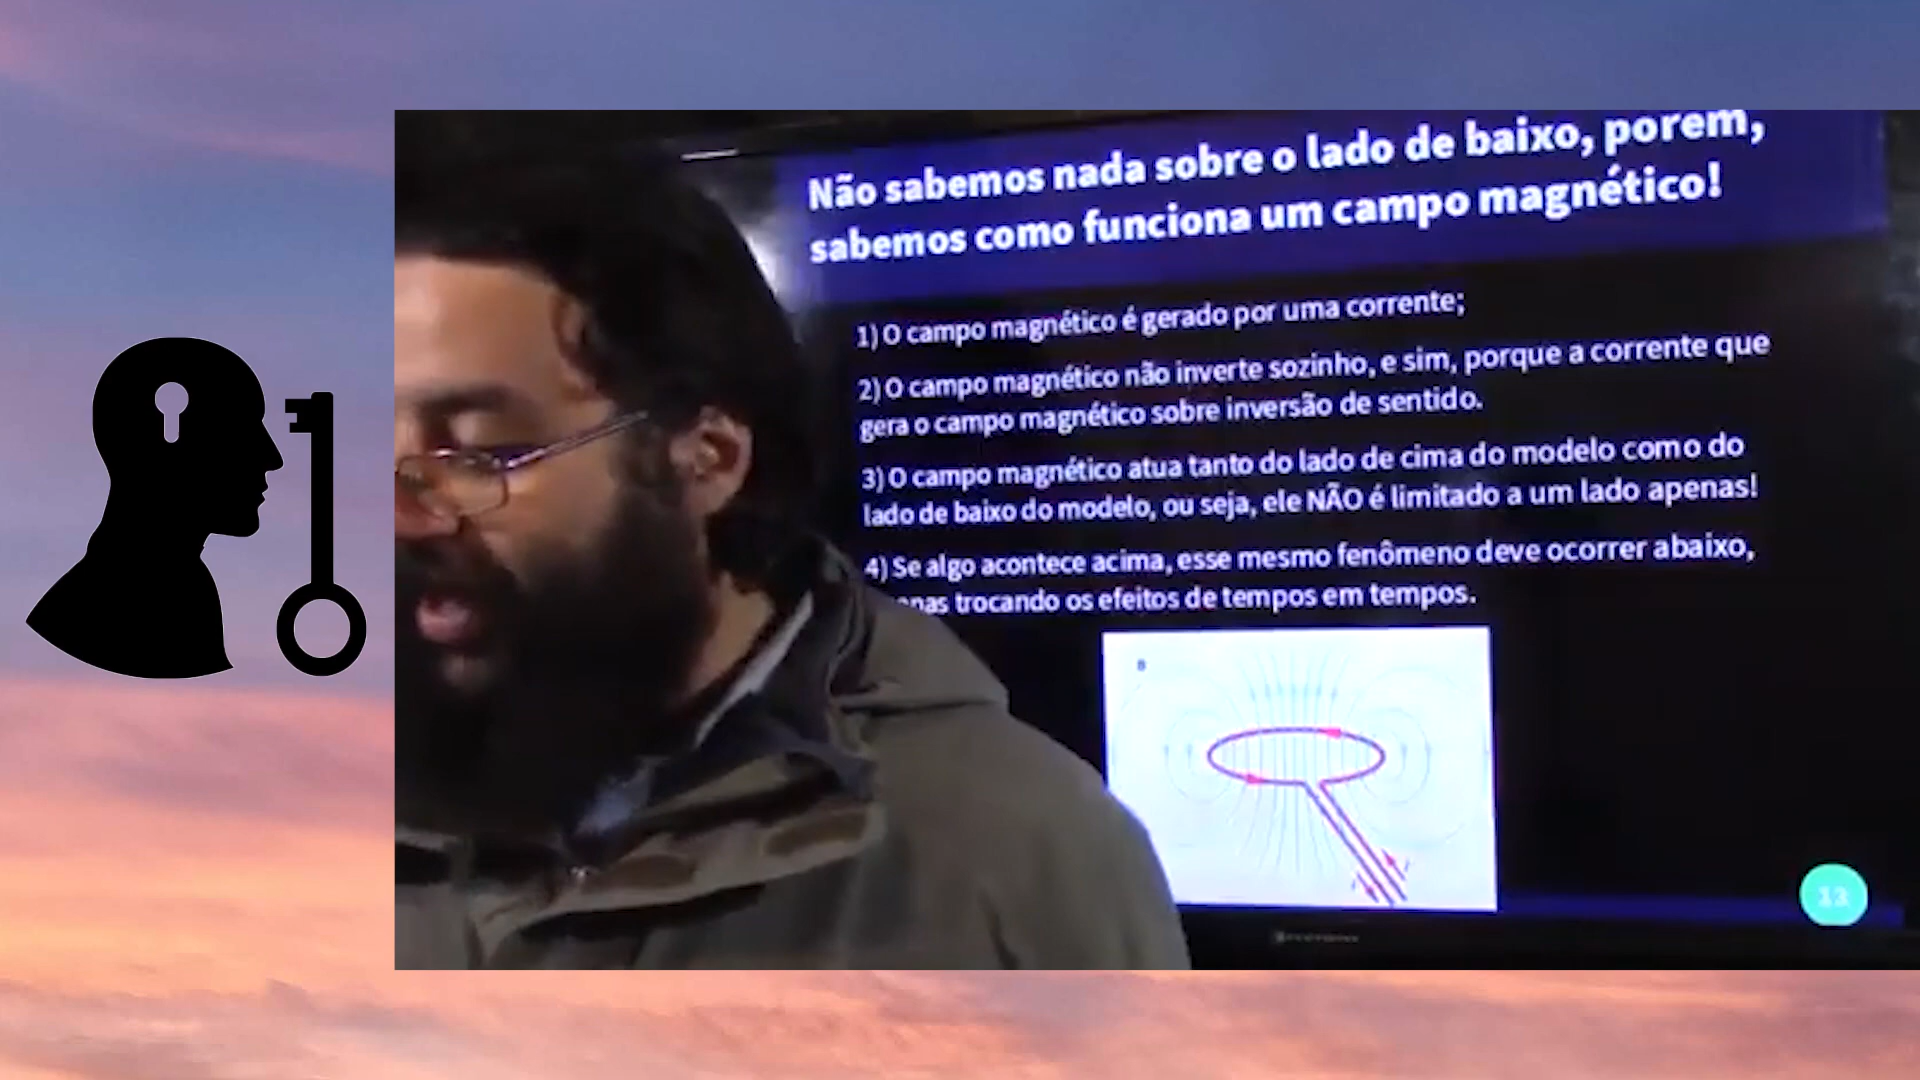 Não sabemos nada sobre o lado de baixo, porém,
sabemos como funciona um campo magnético!
1) O campo magnético é gerado por uma corrente;
2) O campo magnético não inverte sozinho, e sim, porque a corrente que
gera o campo magnético sobre inversão de sentido.
3) O campo magnético atua tanto do lado de cima do modelo como do
lado de baixo do modelo, ou seja, ele NÃO é limitado a um lado apenas!
4) Se algo acontece acima, esse mesmo fenômeno deve ocorrer abaixo,
trocando os efeitos de tempos em tempos.
B
13